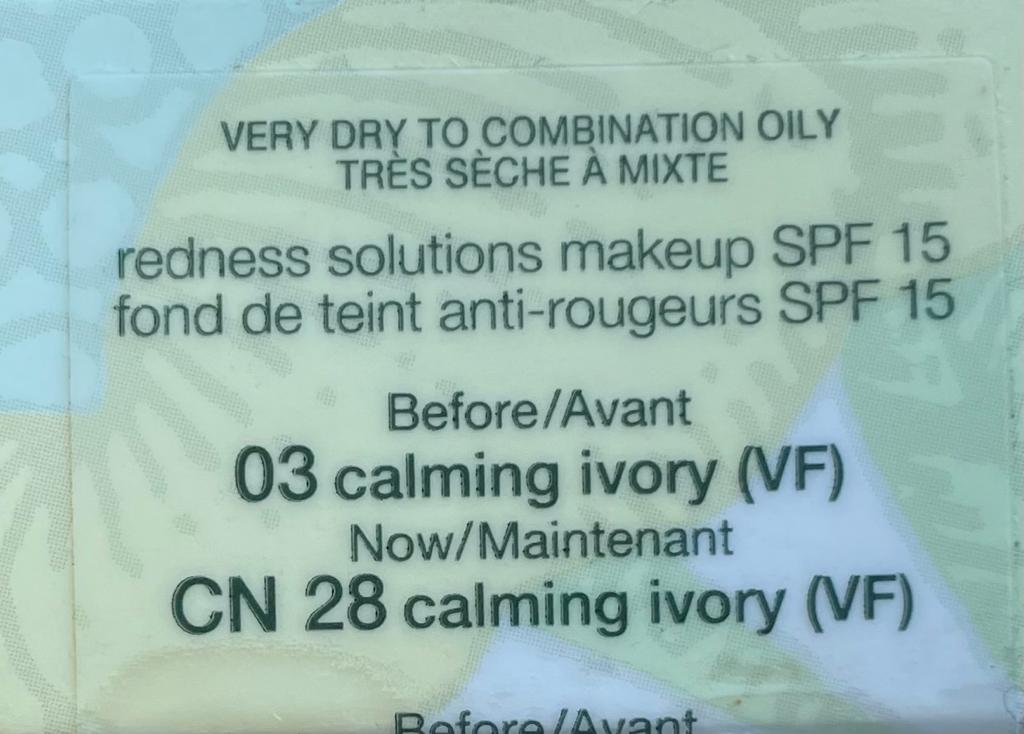 VERY DRY TO COMBINATION OILY
TRÈS SÈCHE À MIXTE
redness solutions makeup SPF 15
fond de teint anti-rougeurs SPF 15
Before/Avant
03 calming ivory (VF)
Now/Maintenant
CN 28 calming ivory (VF)
Before/Avant